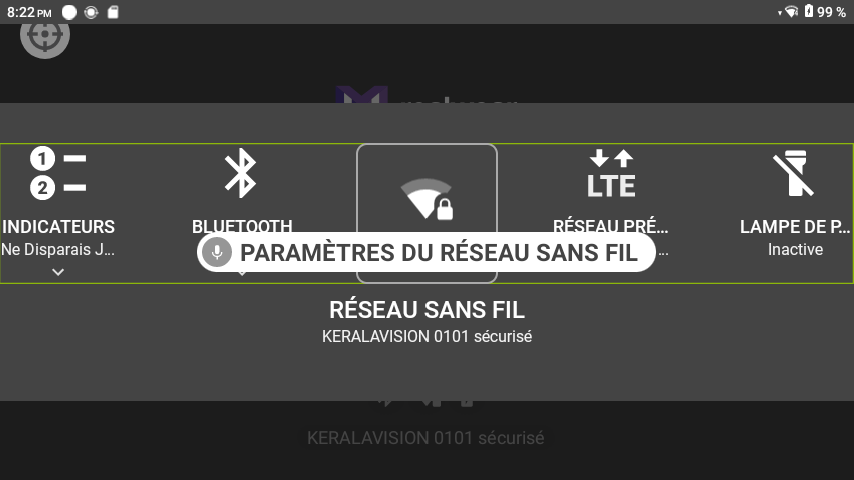 8:22 PM
99 %
1
2
LTE
INDICATEURS
BLUETOOTH
RÉSEAU PRÉ...
LAMPE DE P...
Ne Disparais J...
Inactive
PARAMÈTRES DU RÉSEAU SANS FIL
RÉSEAU SANS FIL
KERALAVISION 0101 sécurisé
KERALAVISION 0101 sécurisé